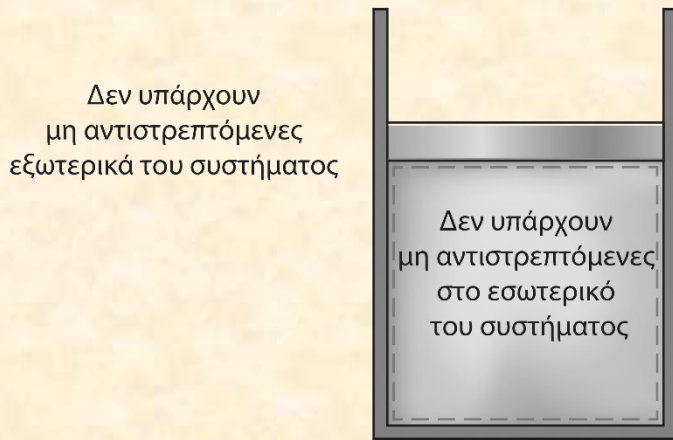 Δεν υπάρχουν
μη αντιστρεπτόμενες
εξωτερικά του συστήματος
Δεν υπάρχουν
μη αντιστρεπτόμενες
στο εσωτερικό
του συστήματος